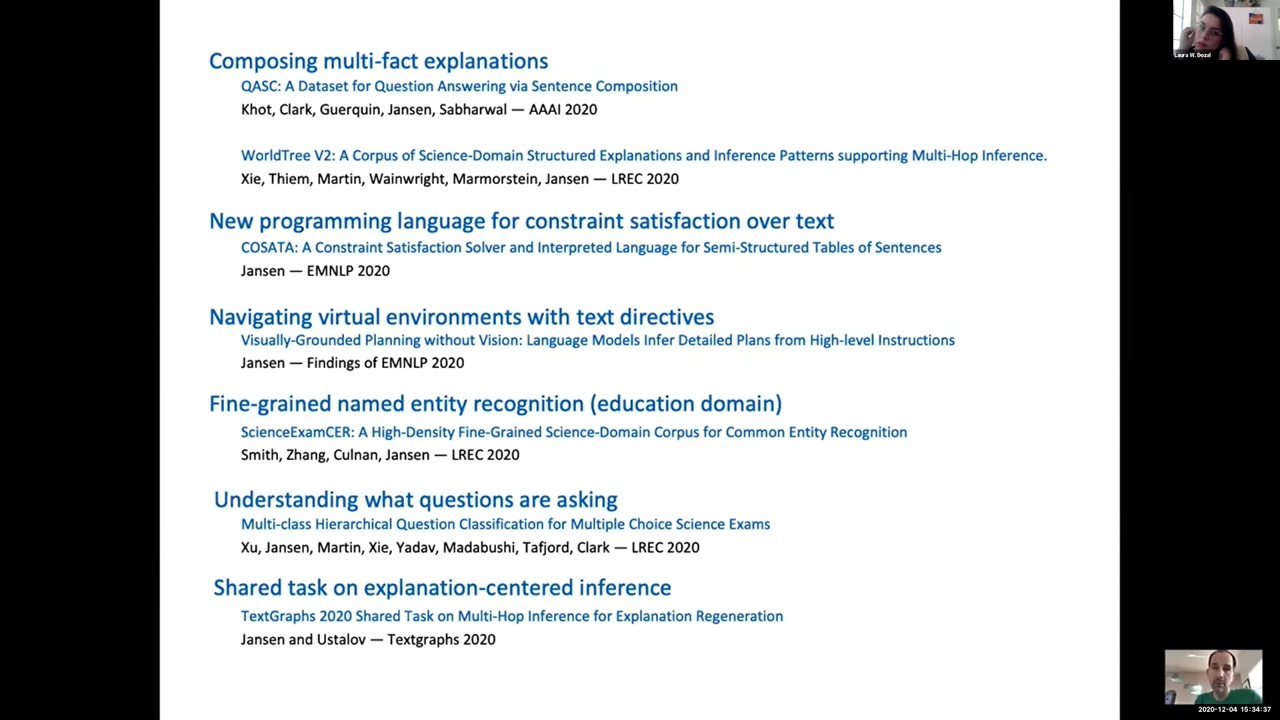 Composing multi-fact explanations
QASC: A Dataset for Question Answering via Sentence Composition
Khot, Clark, Guerquin, Jansen, Sabharwal — AAAI 2020
WorldTree V2: A Corpus of Science-Domain Structured Explanations and Inference Patterns supporting Multi-Hop Inference.
Xie, Thiem, Martin, Wainwright, Marmorstein, Jansen — LREC 2020
New programming language for constraint satisfaction over text
COSATA: A Constraint Satisfaction Solver and Interpreted Language for Semi-Structured Tables of Sentences
Jansen — EMNLP 2020
Navigating virtual environments with text directives
Visually-Grounded Planning without Vision: Language Models Infer Detailed Plans from High-level Instructions
Jansen — Findings of EMNLP 2020
Fine-grained named entity recognition (education domain)
ScienceExamCER: A High-Density Fine-Grained Science-Domain Corpus for Common Entity Recognition
Smith, Zhang, Culnan, Jansen — LREC 2020
Understanding what questions are asking
Multi-class Hierarchical Question Classification for Multiple Choice Science Exams
Xu, Jansen, Martin, Xie, Yadav, Madabushi, Tafjord, Clark — LREC 2020
Shared task on explanation-centered inference
TextGraphs 2020 Shared Task on Multi-Hop Inference for Explanation Regeneration
Jansen and Ustalov — Textgraphs 2020
Laura W. Dozal
2020-12-04 15:34:37